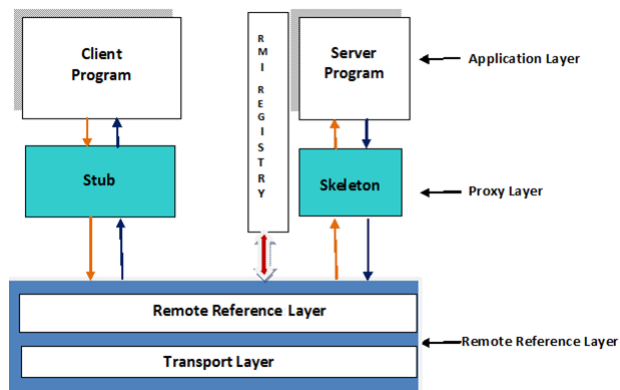 Client
Program
RMI REGISTRY
Server
Program
Application Layer
Stub
Skeleton
Proxy Layer
Remote Reference Layer
Transport Layer
Remote Reference Layer